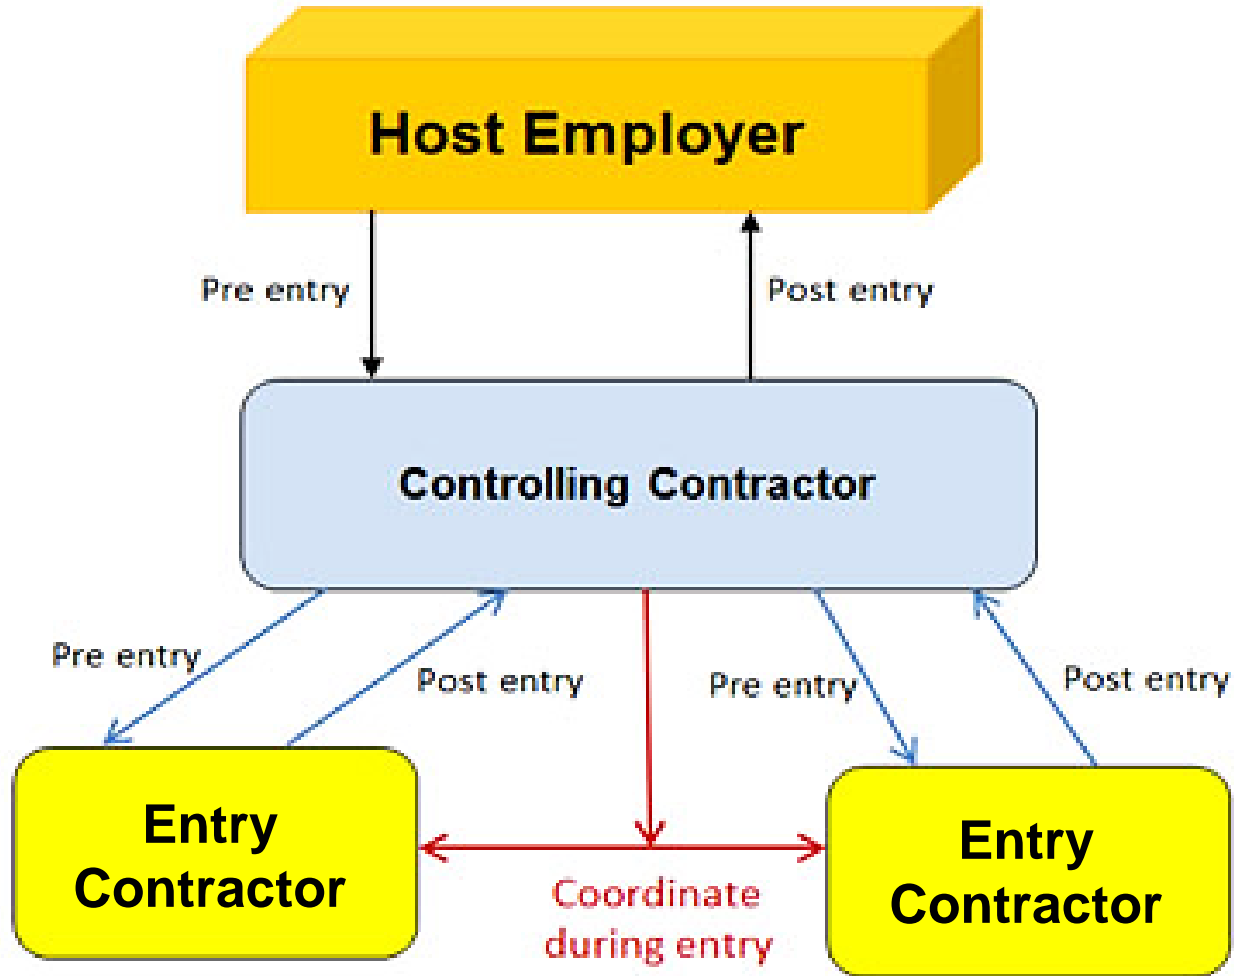 Host Employer
Pre entry
Post entry
Controlling Contractor
Pre entry
Post entry
Pre entry
Post entry
Entry
Contractor
Coordinate
during entry
Entry
Contractor